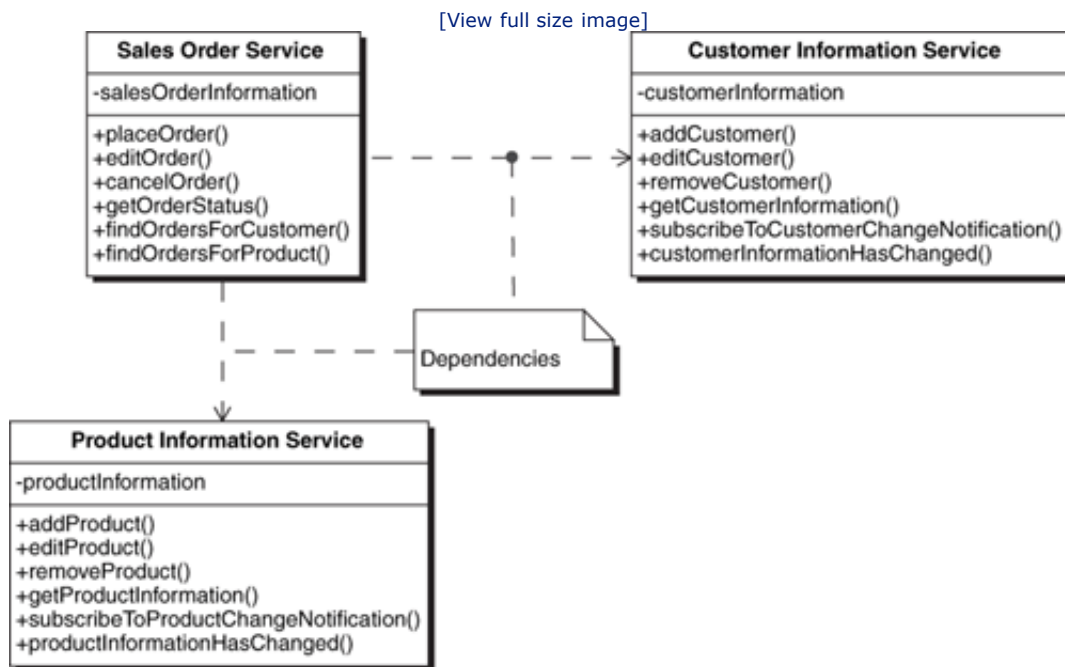 [View full size image]
Sales Order Service
-salesOrderInformation
+placeOrder()
+editOrder()
+cancelOrder()
+getOrderStatus()
+findOrdersForCustomer()
+findOrdersForProduct()
Customer Information Service
-customerInformation
+addCustomer()
+editCustomer()
+removeCustomer()
+getCustomerInformation()
+subscribeToCustomerChangeNotification()
+customerInformationHasChanged()
Dependencies
Product Information Service
-productInformation
+addProduct()
+editProduct()
+removeProduct()
+getProductInformation()
+subscribeToProductChangeNotification()
+productInformationHasChanged()